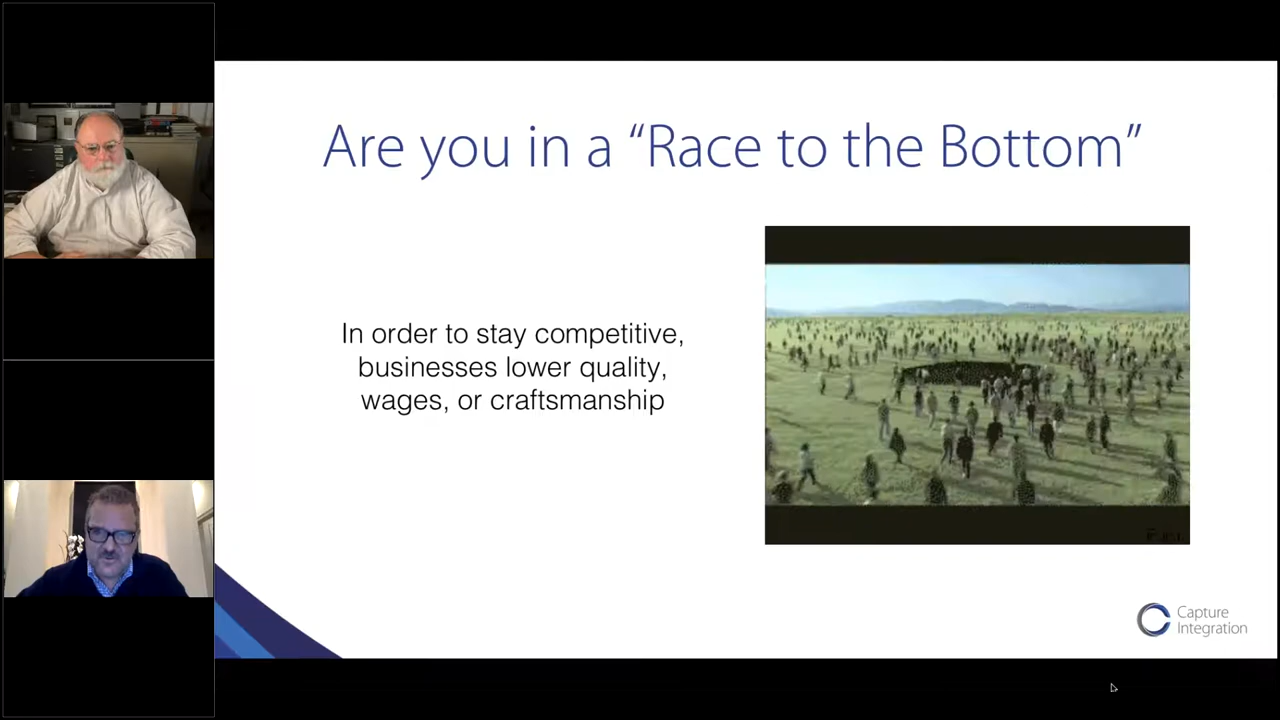 Are you in a “Race to the Bottom”
In order to stay competitive,
businesses lower quality,
wages, or craftsmanship
Capture
Integration